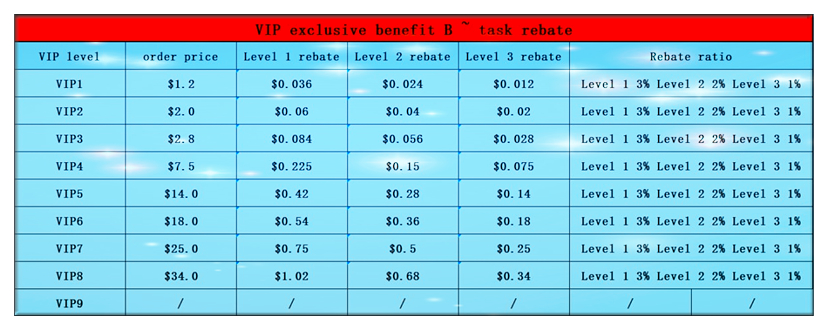 VIP exclusive benefit B ~ task rebate
VIP level order price Level 1 rebate Level 2 rebate Level 3 rebate Rebate ratio
VIP1 $1.2 $0.036 $0.024 $0.012 Level 1 3% Level 2 2% Level 3 1%
VIP2 $2.0 $0.06 $0.04 $0.02 Level 1 3% Level 2 2% Level 3 1%
VIP3 $2.8 $0.084 $0.056 $0.028 Level 1 3% Level 2 2% Level 3 1%
VIP4 $7.5 $0.225 $0.15 $0.075 Level 1 3% Level 2 2% Level 3 1%
VIP5 $14.0 $0.42 $0.28 $0.14 Level 1 3% Level 2 2% Level 3 1%
VIP6 $18.0 $0.54 $0.36 $0.18 Level 1 3% Level 2 2% Level 3 1%
VIP7 $25.0 $0.75 $0.5 $0.25 Level 1 3% Level 2 2% Level 3 1%
VIP8 $34.0 $1.02 $0.68 $0.34 Level 1 3% Level 2 2% Level 3 1%
VIP9 / / / / / /